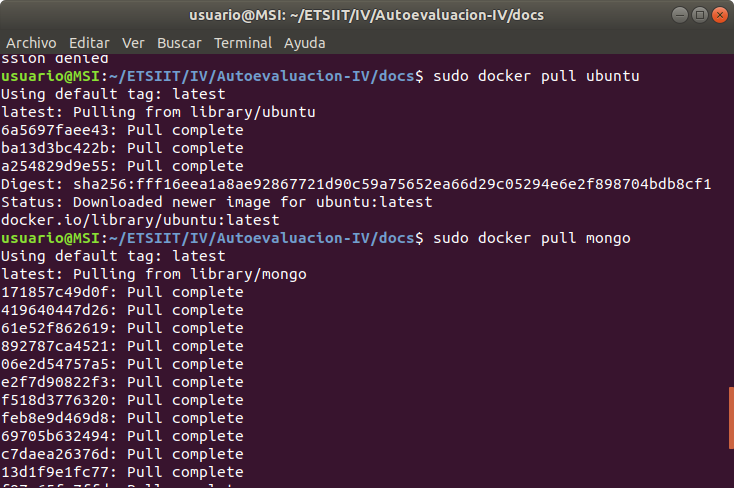 usuario@MSI: ~/ETSIIT/IV/Autoevaluacion-IV/docs
Archivo Editar Ver Buscar Terminal Ayuda
ssion denied
usuario@MSI:~/ETSIIT/IV/Autoevaluacion-IV/docs$ sudo docker pull ubuntu
Using default tag: latest
latest: Pulling from library/ubuntu
6a5697faee43: Pull complete
ba13d3bc422b: Pull complete
a254829d9e55: Pull complete
Digest: sha256:fff16eea1a8ae92867721d90c59a75652ea66d29c05294e6e2f898704bdb8cf1
Status: Downloaded newer image for ubuntu:latest
docker.io/library/ubuntu:latest
usuario@MSI:~/ETSIIT/IV/Autoevaluacion-IV/docs$ sudo docker pull mongo
Using default tag: latest
latest: Pulling from library/mongo
171857c49d0f: Pull complete
419640447d26: Pull complete
61e52f862619: Pull complete
892787ca4521: Pull complete
06e2d54757a5: Pull complete
e2f7d90822f3: Pull complete
f518d3776320: Pull complete
feb8e9d469d8: Pull complete
69705b632494: Pull complete
c7daea26376d: Pull complete
13d1f9e1fc77: Pull complete
Pull complete